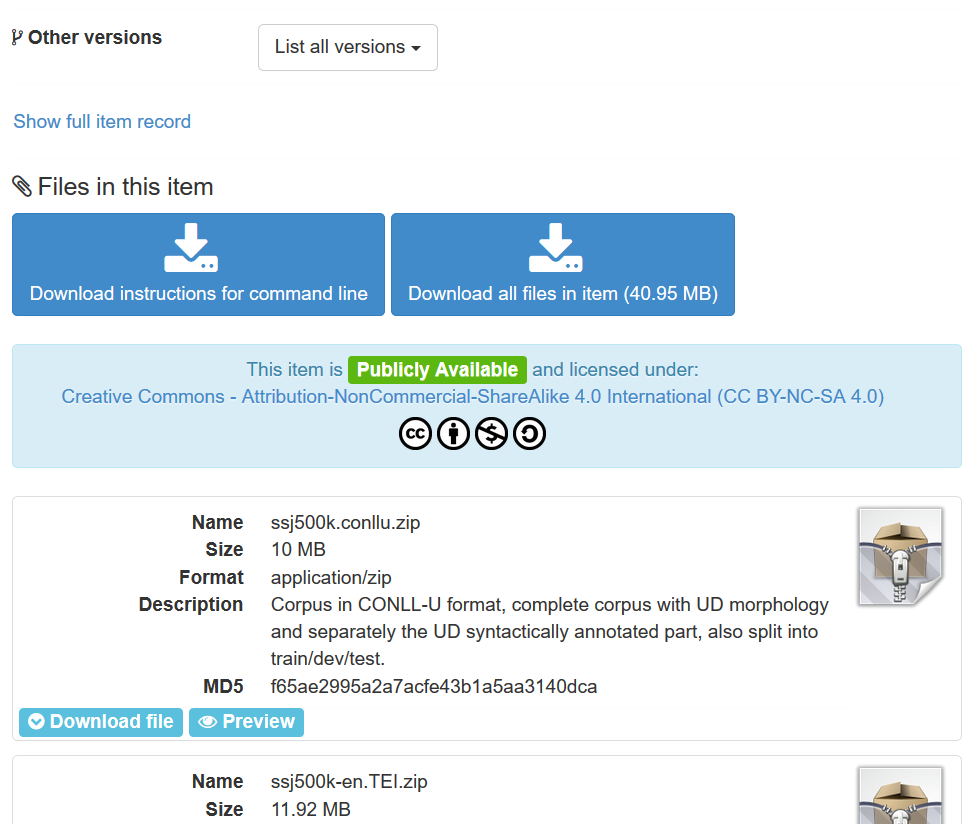 Other versions
List all versions
Show full item record
Files in this item
Download instructions for command line
Download all files in item (40.95 MB)
This item is Publicly Available and licensed under:
Creative Commons - Attribution-NonCommercial-ShareAlike 4.0 International (CC BY-NC-SA 4.0)
cc
Name ssj500k.conllu.zip
Size 10 MB
Format application/zip
Description Corpus in CONLL-U format, complete corpus with UD morphology
and separately the UD syntactically annotated part, also split into
train/dev/test.
MD5 f65ae2995a2a7acfe43b1a5aa3140dca
Download file Preview
Name ssj500k-en.TEI.zip
Size 11.92 MB